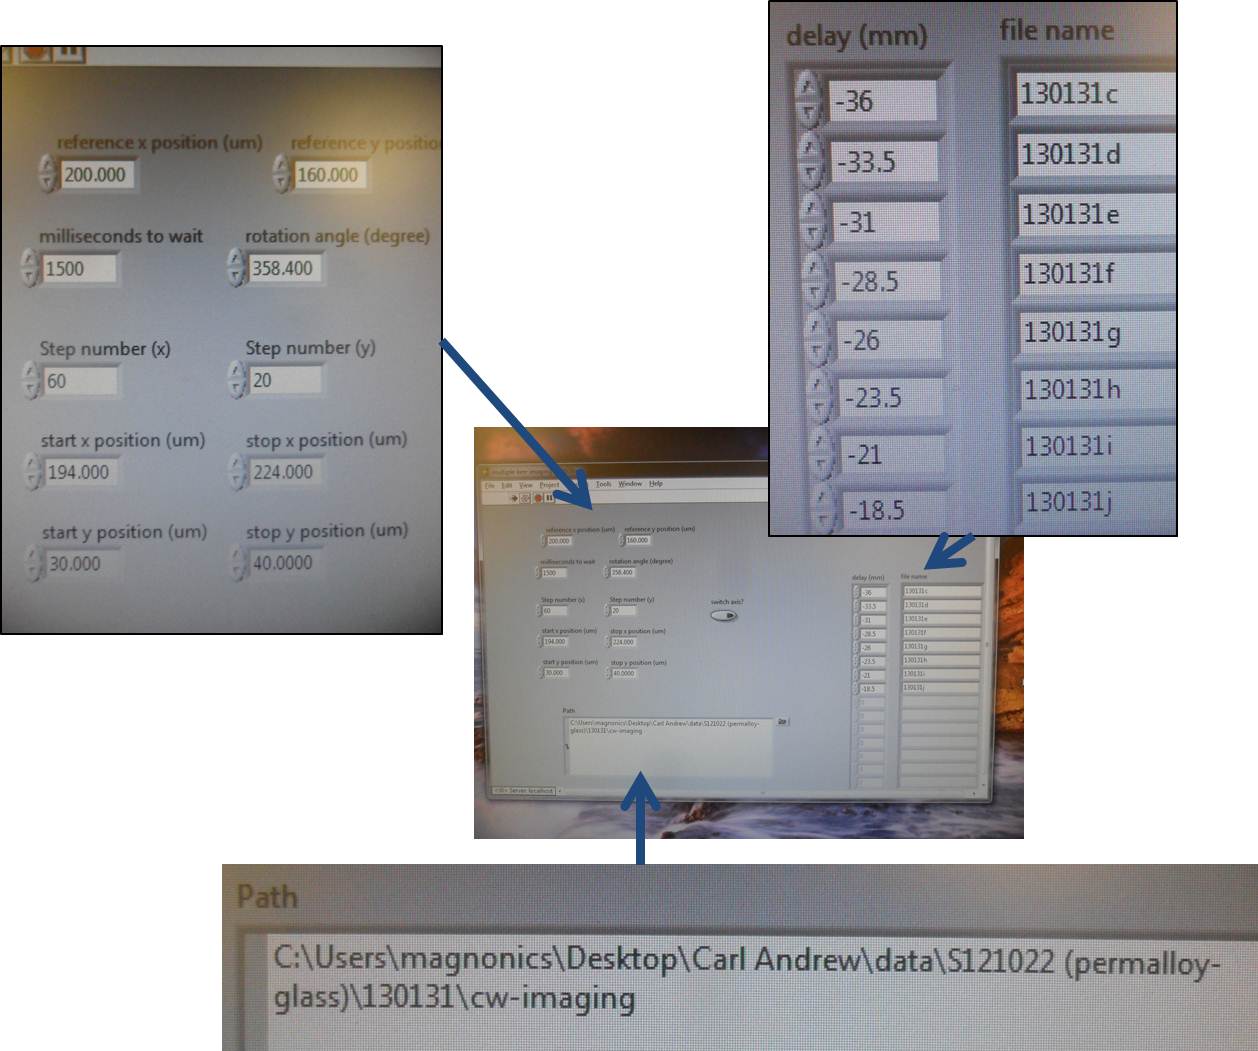 reference x position (um) reference y positio
200.000 160.000
milliseconds to wait rotation angle (degree)
1500 358.400
Step number (x) Step number (y)
60 20
start x position (um) stop x position (um)
194.000 224.000
start y position (um) stop y position (um)
30.000 40.0000
delay (mm) file name
-36 130131c
-33.5 130131d
-31 130131e
-28.5 130131f
-26 130131g
-23.5 130131h
-21 130131i
-18.5 130131j
File Edit View Project Tools Window Help
reference x position (um) reference y position (um)
200.000 160.000
milliseconds to wait rotation angle (degree)
1500 358.400
Step number (x) Step number (y)
60 20
switch axis?
start x position (um) stop x position (um)
194.000 224.000
start y position (um) stop y position (um)
30.000 40.0000
delay (mm) file name
-36 130131c
-33.5 130131d
-31 130131e
-28.5 130131f
-26 130131g
-23.5 130131h
-21 130131i
-18.5 130131j
Path
C:\Users\magnonics\Desktop\Carl Andrew\data\S121022 (permalloy-
glass)\130131\cw-imaging
Server: localhost
Path
C:\Users\magnonics\Desktop\Carl Andrew\data\S121022 (permalloy-
glass)\130131\cw-imaging